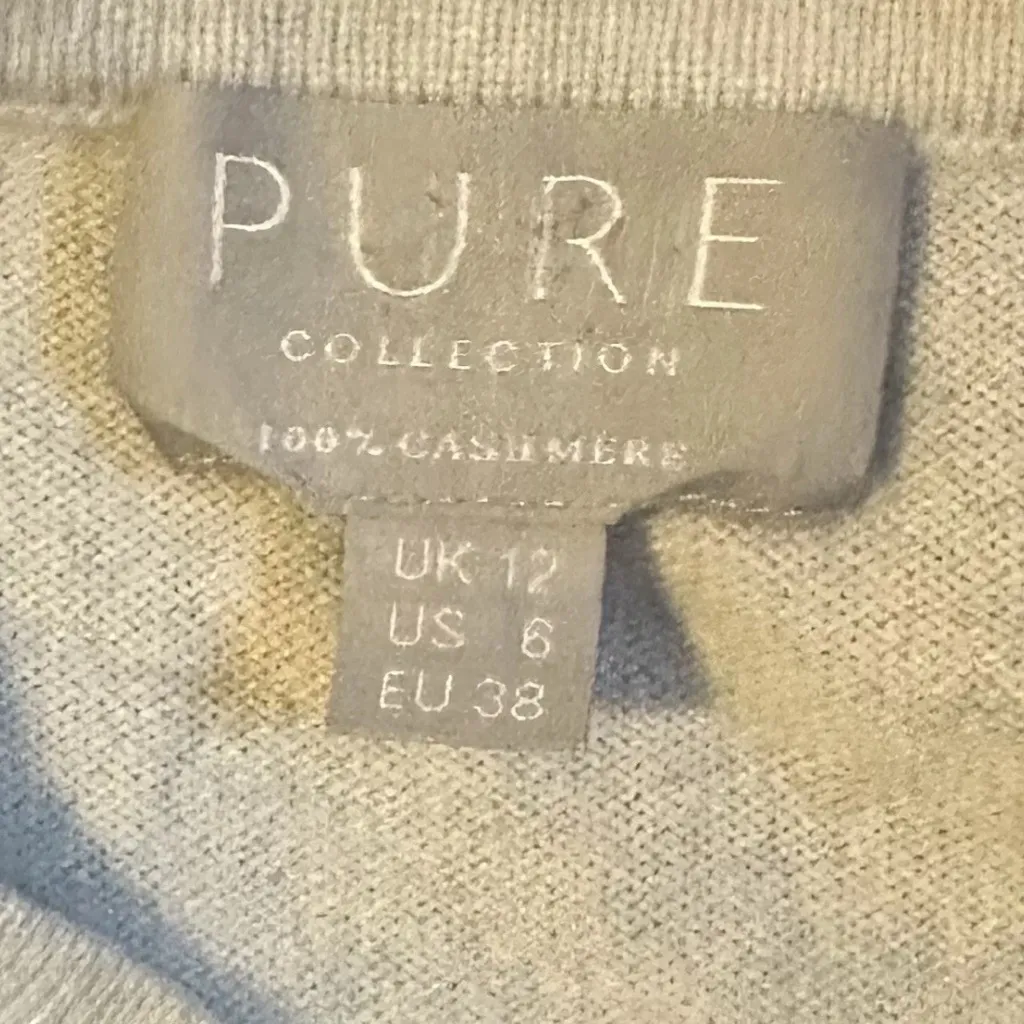 PURE
COLLECTION
100% CASHMERE
UK 12
US 6
EU 38